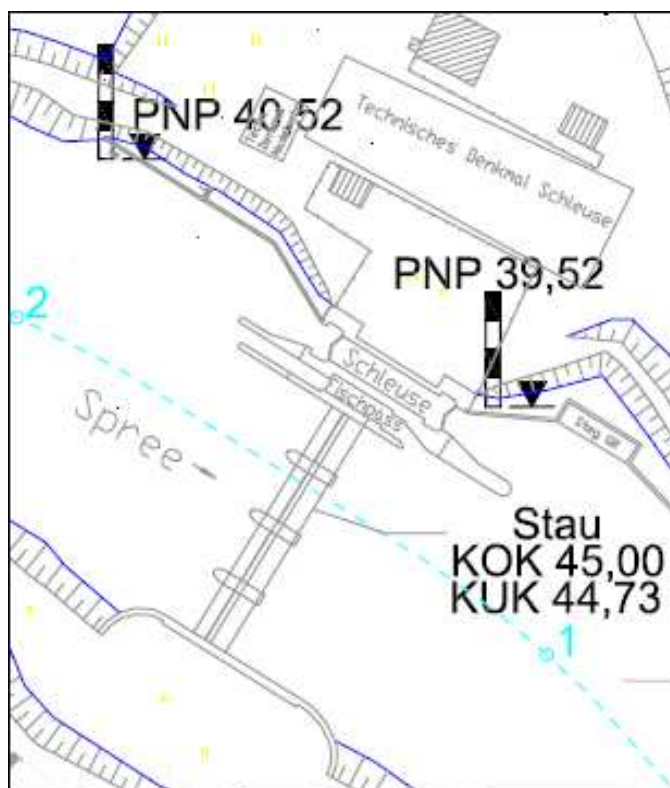 PNP 40,52
Technisches Denkmal Schleuse
PNP 39,52
2
Schleuse
Fischpass
Spree
Stau
KOK 45,00
KUK 44,73
1